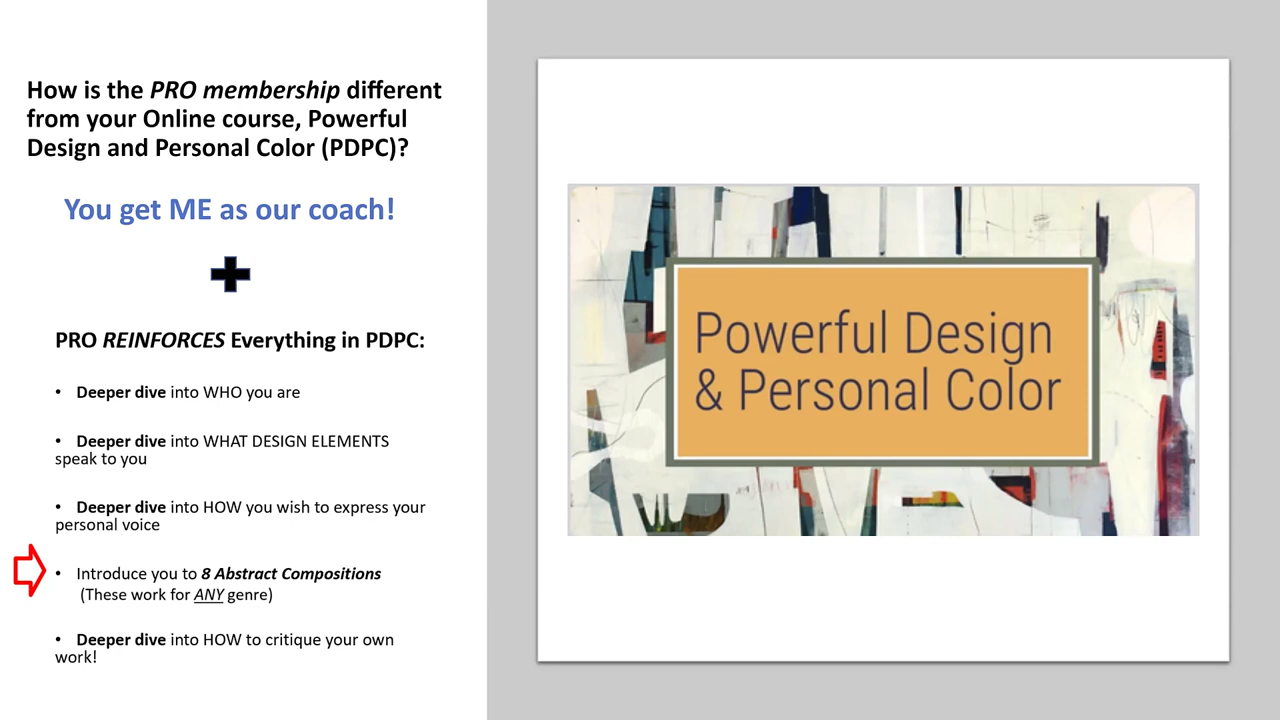 How is the PRO membership different
from your Online course, Powerful
Design and Personal Color (PDPC)?
You get ME as our coach!
PRO REINFORCES Everything in PDPC:
• Deeper dive into WHO you are
• Deeper dive into WHAT DESIGN ELEMENTS
speak to you
• Deeper dive into HOW you wish to express your
personal voice
• Introduce you to 8 Abstract Compositions
(These work for ANY genre)
• Deeper dive into HOW to critique your own
work!
Powerful Design
& Personal Color